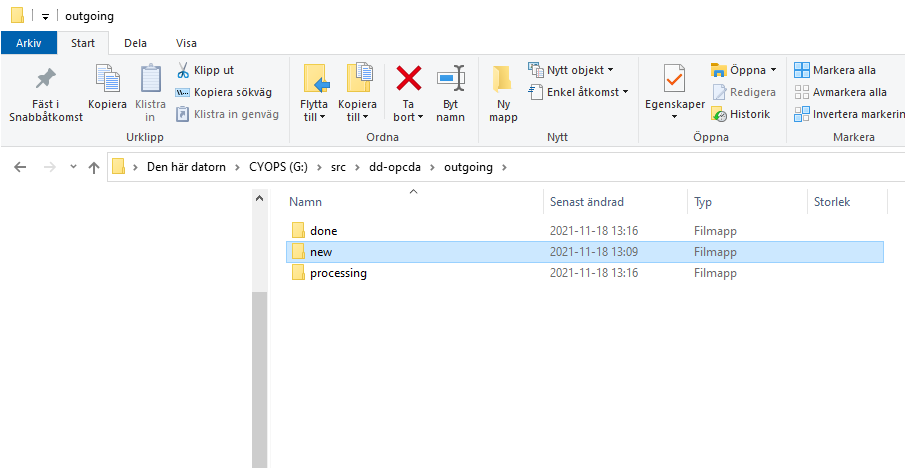 outgoing
Arkiv Start Dela Visa
Fäst i Snabbåtkomst
Kopiera
Klistra in
Klipp ut
Kopiera sökväg
Klistra in genväg
Urklipp
Flytta till
Kopiera till
Ta bort
Byt namn
Ordna
Ny mapp
Nytt objekt
Enkel åtkomst
Nytt
Egenskaper
Öppna
Redigera
Historik
Öppna
Markera alla
Avmarkera alla
Invertera markerin
Markera
Den här datorn > CYOPS (G:) > src > dd-opcda > outgoing >
Namn Senast ändrad Typ Storlek
done 2021-11-18 13:16 Filmapp
new 2021-11-18 13:09 Filmapp
processing 2021-11-18 13:16 Filmapp